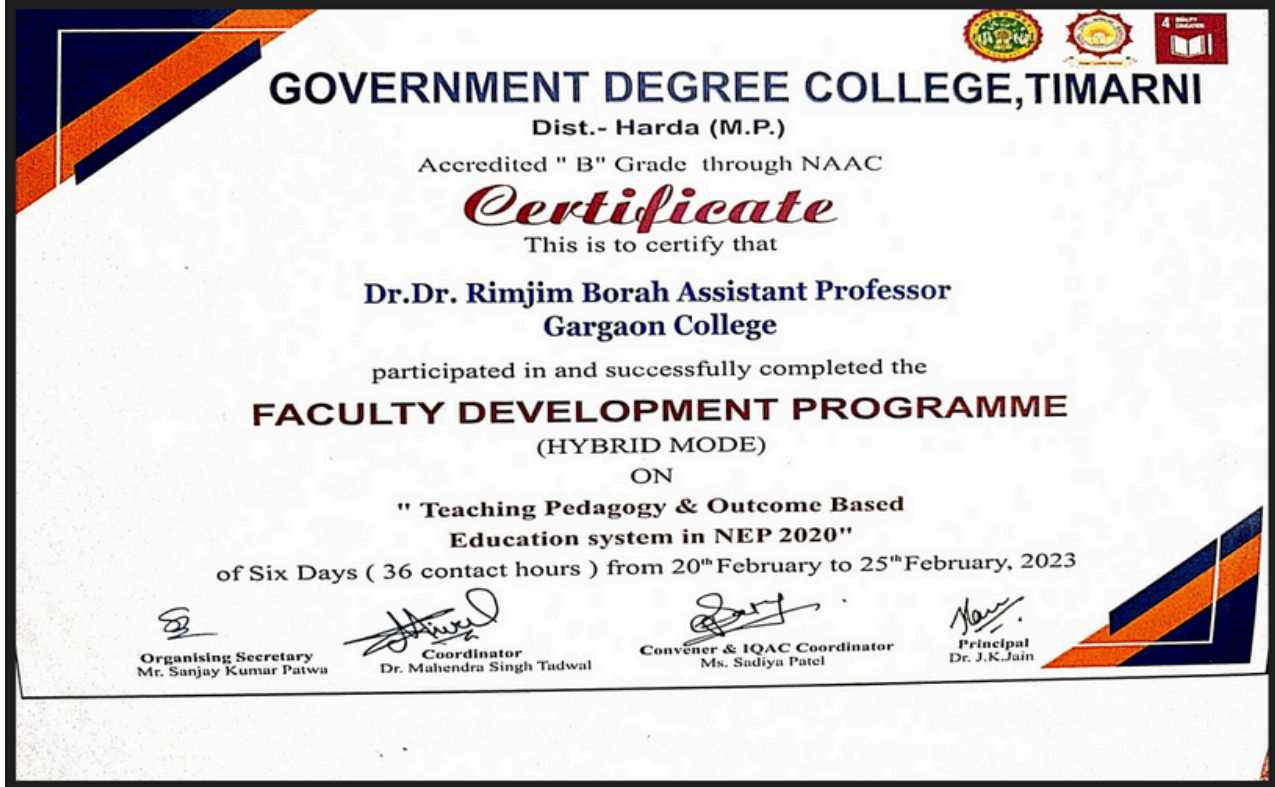 4 QUALITY EDUCATION
GOVERNMENT DEGREE COLLEGE,TIMARNI
Dist.- Harda (M.P.)
Accredited " B" Grade through NAAC
Certificate
This is to certify that
Dr.Dr. Rimjim Borah Assistant Professor
Gargaon College
participated in and successfully completed the
FACULTY DEVELOPMENT PROGRAMME
(HYBRID MODE)
ON
" Teaching Pedagogy & Outcome Based
Education system in NEP 2020"
of Six Days ( 36 contact hours ) from 20th February to 25th February, 2023
Organising Secretary
Mr. Sanjay Kumar Patwa
Coordinator
Dr. Mahendra Singh Tadwal
Convener & IQAC Coordinator
Ms. Sadiya Patel
Principal
Dr. J.K.Jain